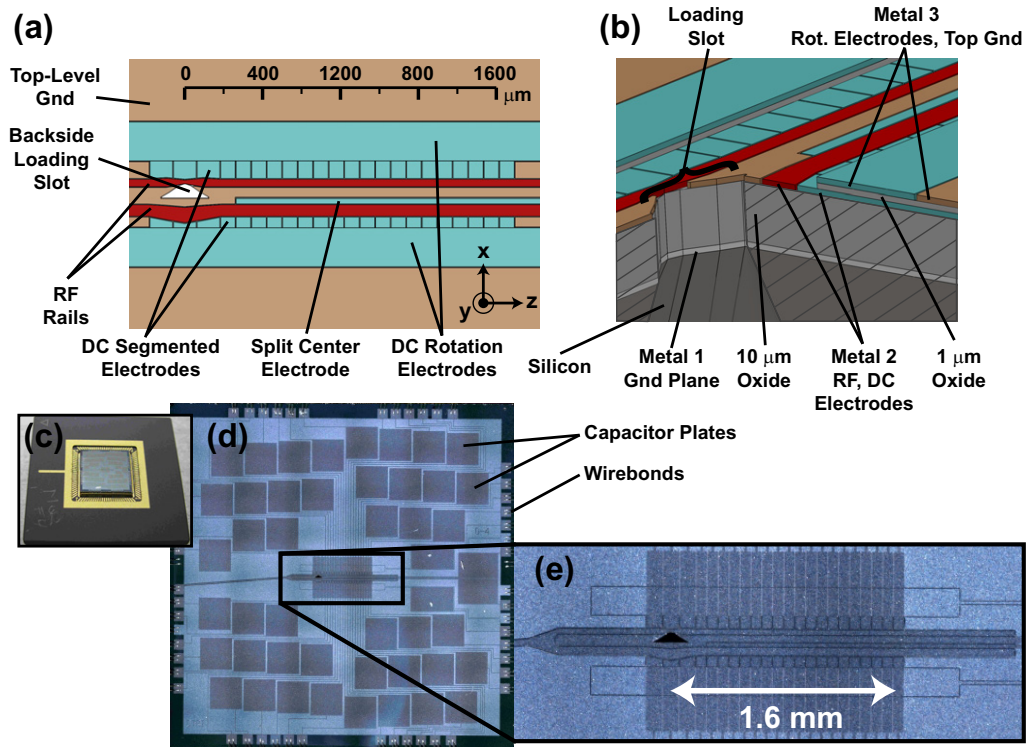 (a)
Top-Level
Gnd
0 400 1200 800 1600
μm
Backside
Loading
Slot
RF
Rails
x
y
z
DC Segmented
Electrodes
Split Center
Electrode
DC Rotation
Electrodes
(b)
Loading
Slot
Metal 3
Rot. Electrodes, Top Gnd
Silicon
Metal 1
Gnd Plane
10 μm
Oxide
Metal 2
RF, DC
Electrodes
1 μm
Oxide
(c)
(d)
Capacitor Plates
Wirebonds
(e)
1.6 mm